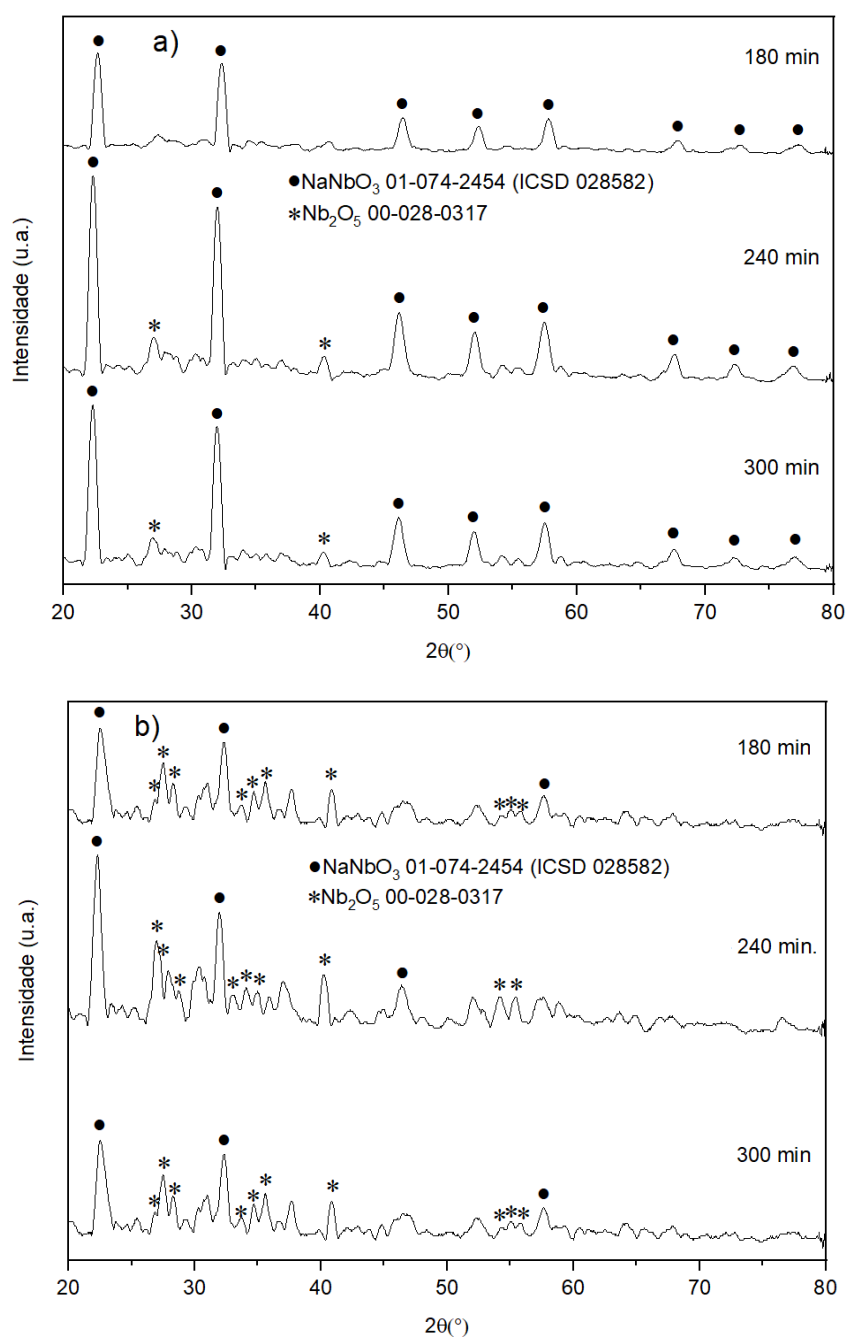 a)
180 min
●NaNbO₃ 01-074-2454 (ICSD 028582)
*Nb₂O₅ 00-028-0317
240 min
300 min
Intensidade (u.a.)
20 30 40 50 60 70 80
2θ(°)
b)
180 min
●NaNbO₃ 01-074-2454 (ICSD 028582)
*Nb₂O₅ 00-028-0317
240 min.
300 min
Intensidade (u.a.)
20 30 40 50 60 70 80
2θ(°)